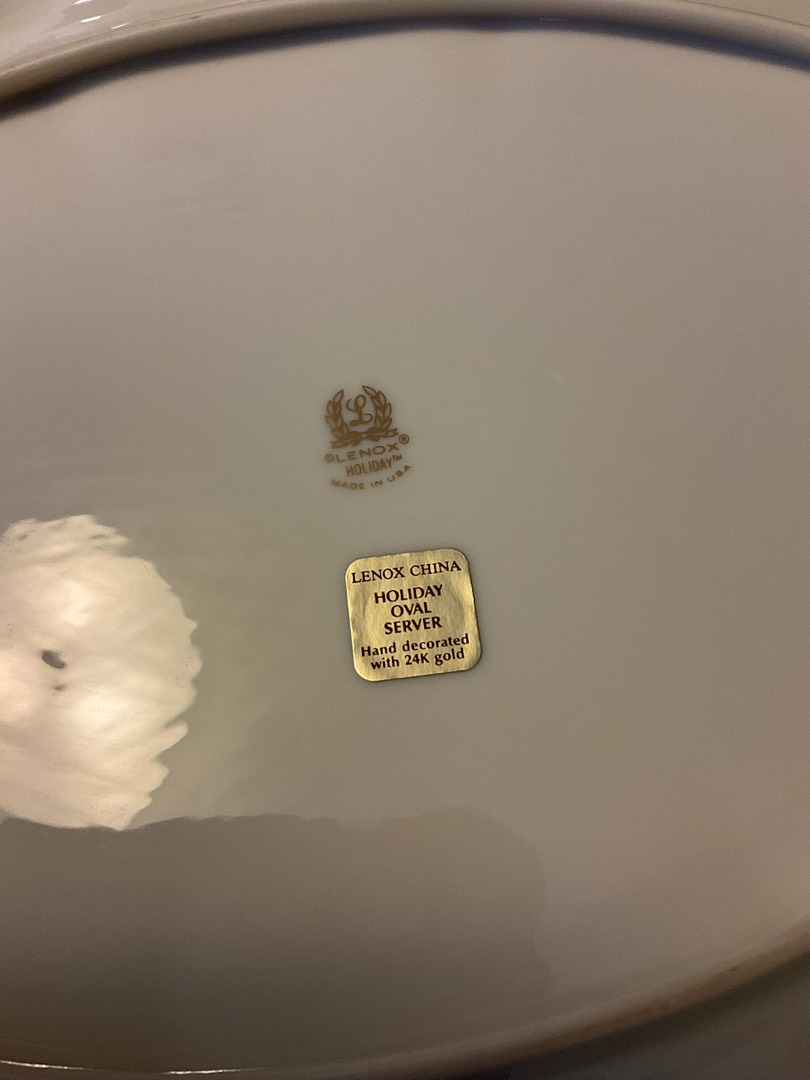 L
©LENOX®
HOLIDAY™
MADE IN USA
LENOX CHINA
HOLIDAY
OVAL
SERVER
Hand decorated
with 24K gold